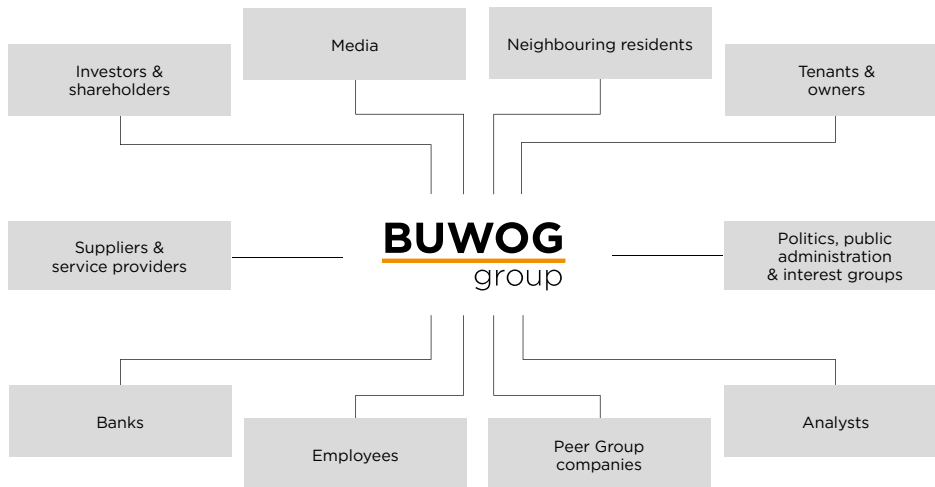 Media
Neighbouring residents
Investors &
shareholders
Tenants &
owners
BUWOG
group
Suppliers &
service providers
Politics, public
administration
& interest groups
Banks
Employees
Peer Group
companies
Analysts